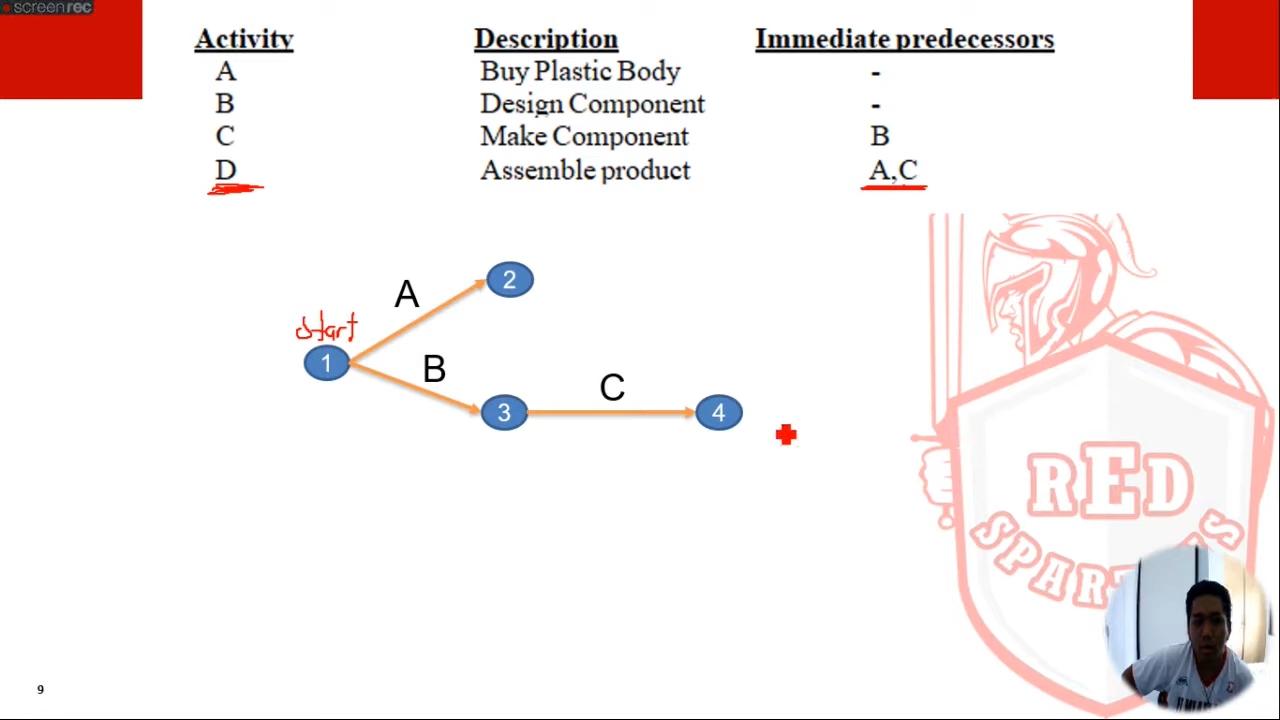 screenrec
Activity Description Immediate predecessors
A Buy Plastic Body -
B Design Component -
C Make Component B
D Assemble product A,C
A
2
start
1
B
C
3
4
RED
SPART S
9